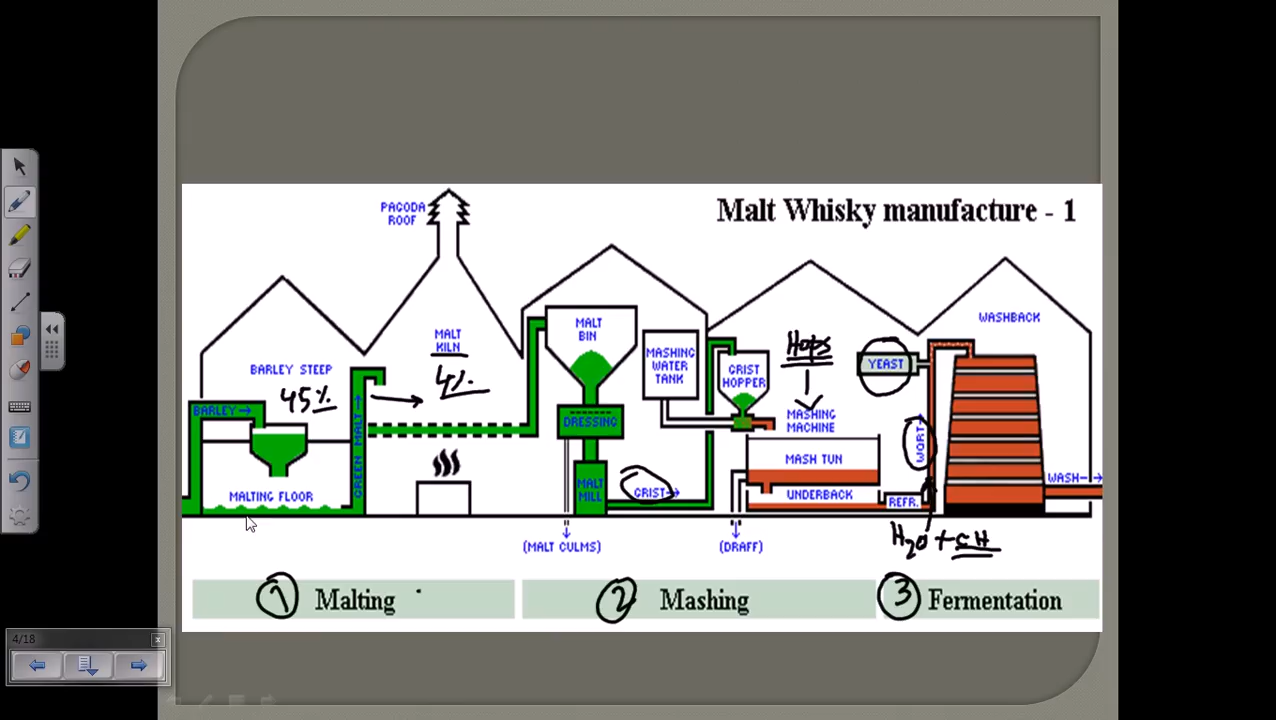 Malt Whisky manufacture - 1
PAGODA
ROOF
MALT
KILN
4%
BARLEY STEEP
45%
BARLEY→
GREEN MALT→
MALTING FLOOR
MALT
BIN
DRESSING
MALT
MILL
GRIST→
(MALT CULMS)
MASHING
WATER
TANK
GRIST
HOPPER
Hops
MASHING
MACHINE
MASH TUN
UNDERBACK
(DRAFF)
REFR.
YEAST
WORT→
WASHBACK
WASH→
H2O + CH
1 Malting
2 Mashing
3 Fermentation
4/18